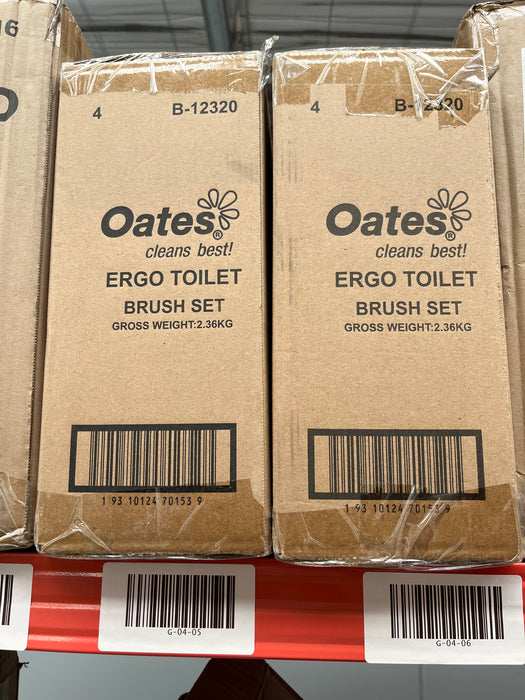 4 B-12320
Oates®
cleans best!
ERGO TOILET
BRUSH SET
GROSS WEIGHT:2.36KG
1 93 10124 70153 9
4 B-12320
Oates®
cleans best!
ERGO TOILET
BRUSH SET
GROSS WEIGHT:2.36KG
1 93 10124 70153 9
G-04-05
G-04-06